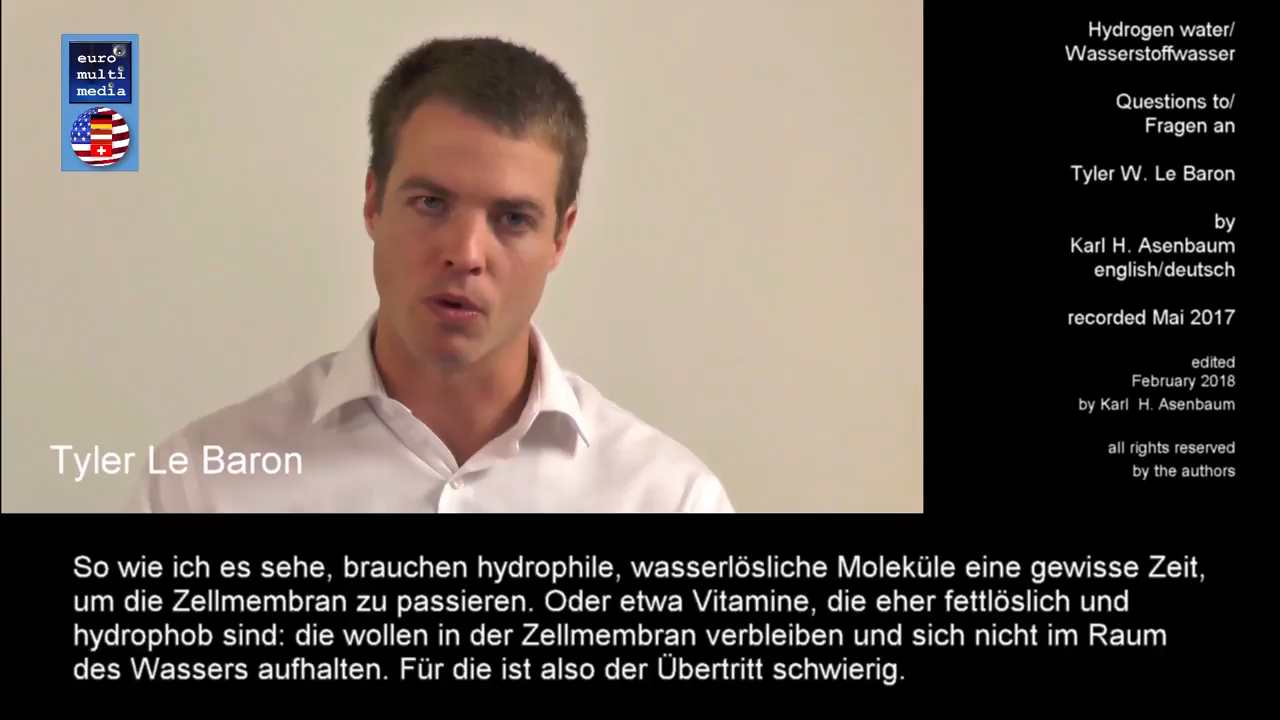 euro
multi
media
Hydrogen water/
Wasserstoffwasser
Questions to/
Fragen an
Tyler W. Le Baron
by
Karl H. Asenbaum
english/deutsch
recorded Mai 2017
edited
February 2018
by Karl H. Asenbaum
all rights reserved
by the authors
Tyler Le Baron
So wie ich es sehe, brauchen hydrophile, wasserlösliche Moleküle eine gewisse Zeit,
um die Zellmembran zu passieren. Oder etwa Vitamine, die eher fettlöslich und
hydrophob sind: die wollen in der Zellmembran verbleiben und sich nicht im Raum
des Wassers aufhalten. Für die ist also der Übertritt schwierig.